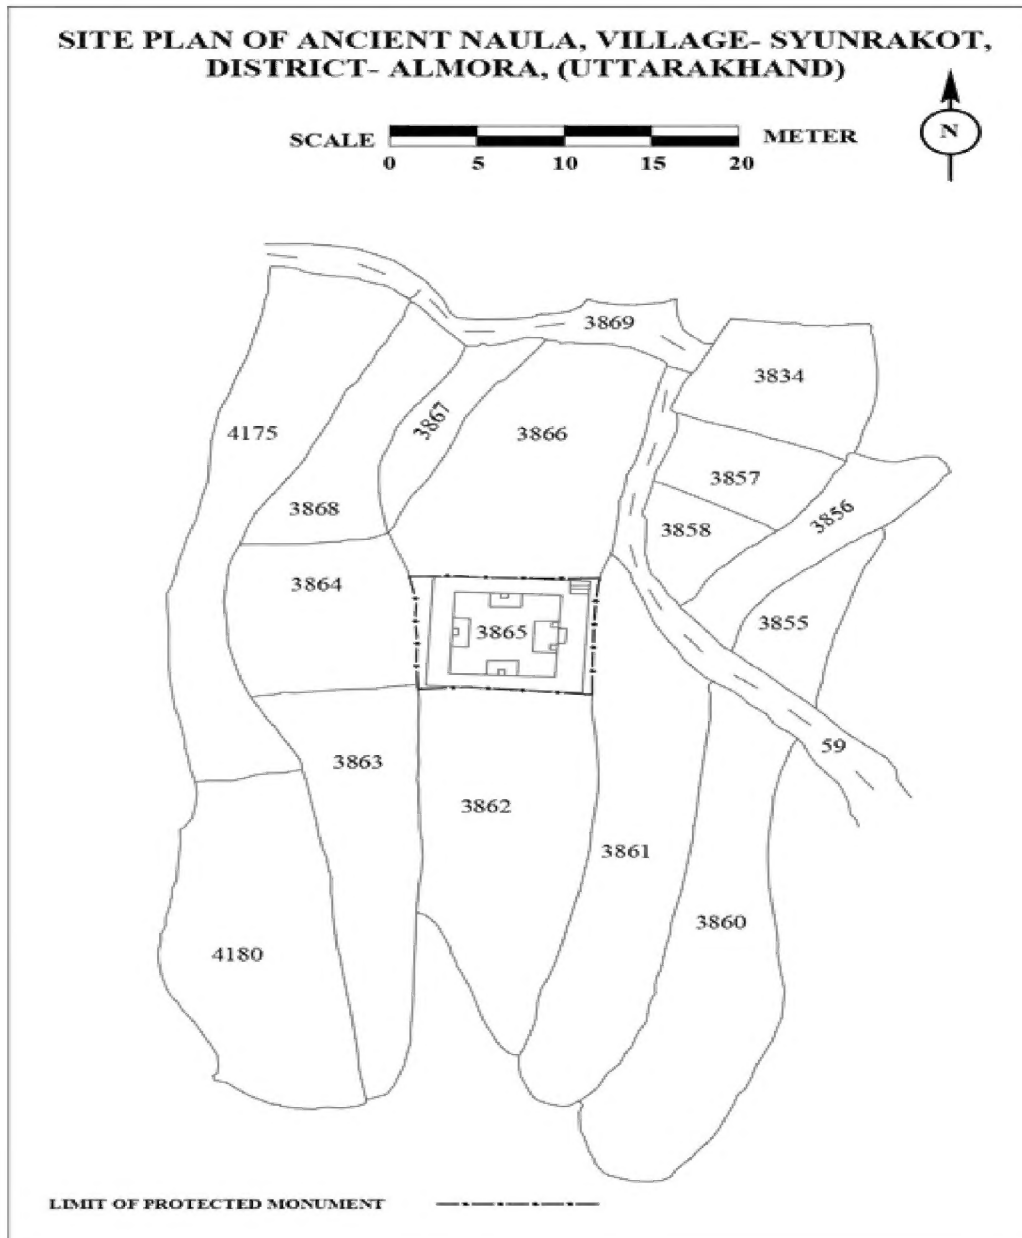 SITE PLAN OF ANCIENT NAULA, VILLAGE- SYUNRAKOT,
DISTRICT- ALMORA, (UTTARAKHAND)
N
SCALE
METER
0 5 10 15 20
3869
3834
4175
3867
3866
3857
3868
3858
3856
3864
3865
3855
59
3863
3862
3861
3860
4180
LIMIT OF PROTECTED MONUMENT